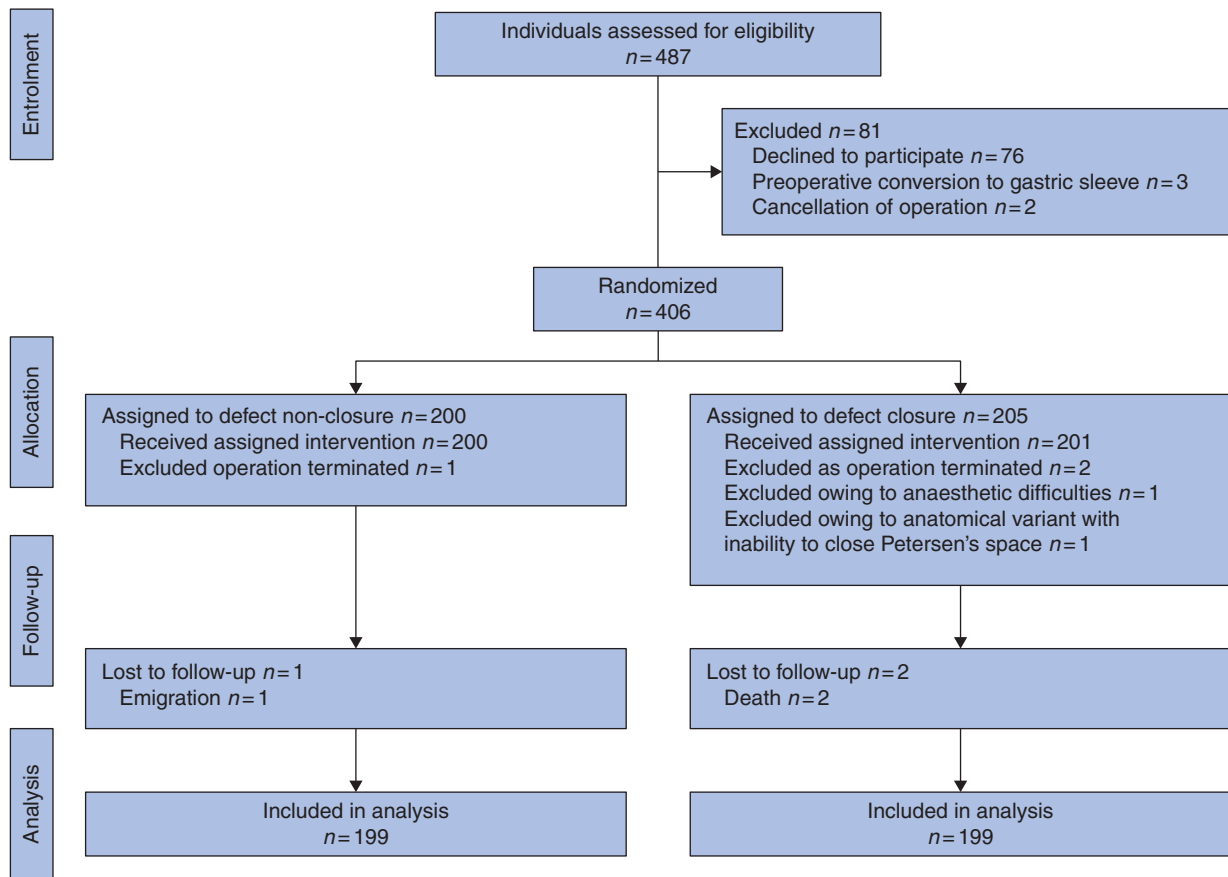 Entrolment
Individuals assessed for eligibility
n=487
Excluded n=81
Declined to participate n=76
Preoperative conversion to gastric sleeve n=3
Cancellation of operation n=2
Randomized
n=406
Allocation
Assigned to defect non-closure n=200
Received assigned intervention n=200
Excluded operation terminated n=1
Assigned to defect closure n=205
Received assigned intervention n=201
Excluded as operation terminated n=2
Excluded owing to anaesthetic difficulties n=1
Excluded owing to anatomical variant with
inability to close Petersen's space n=1
Follow-up
Lost to follow-up n=1
Emigration n=1
Lost to follow-up n=2
Death n=2
Analysis
Included in analysis
n=199
Included in analysis
n=199